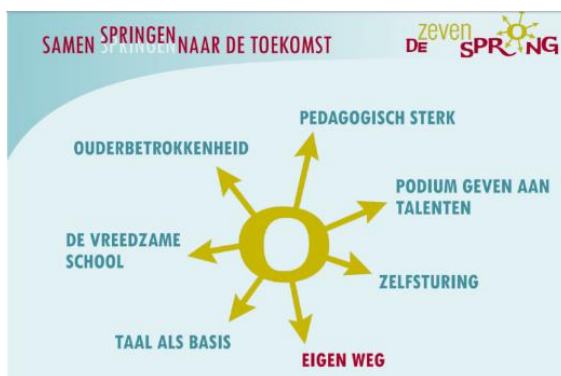 SAMEN SPRINGEN NAAR DE TOEKOMST
SPRINGEN
DE zeven SPRONG
PEDAGOGISCH STERK
OUDERBETROKKENHEID
PODIUM GEVEN AAN
TALENTEN
DE VREEDZAME
SCHOOL
ZELFSTURING
TAAL ALS BASIS
EIGEN WEG